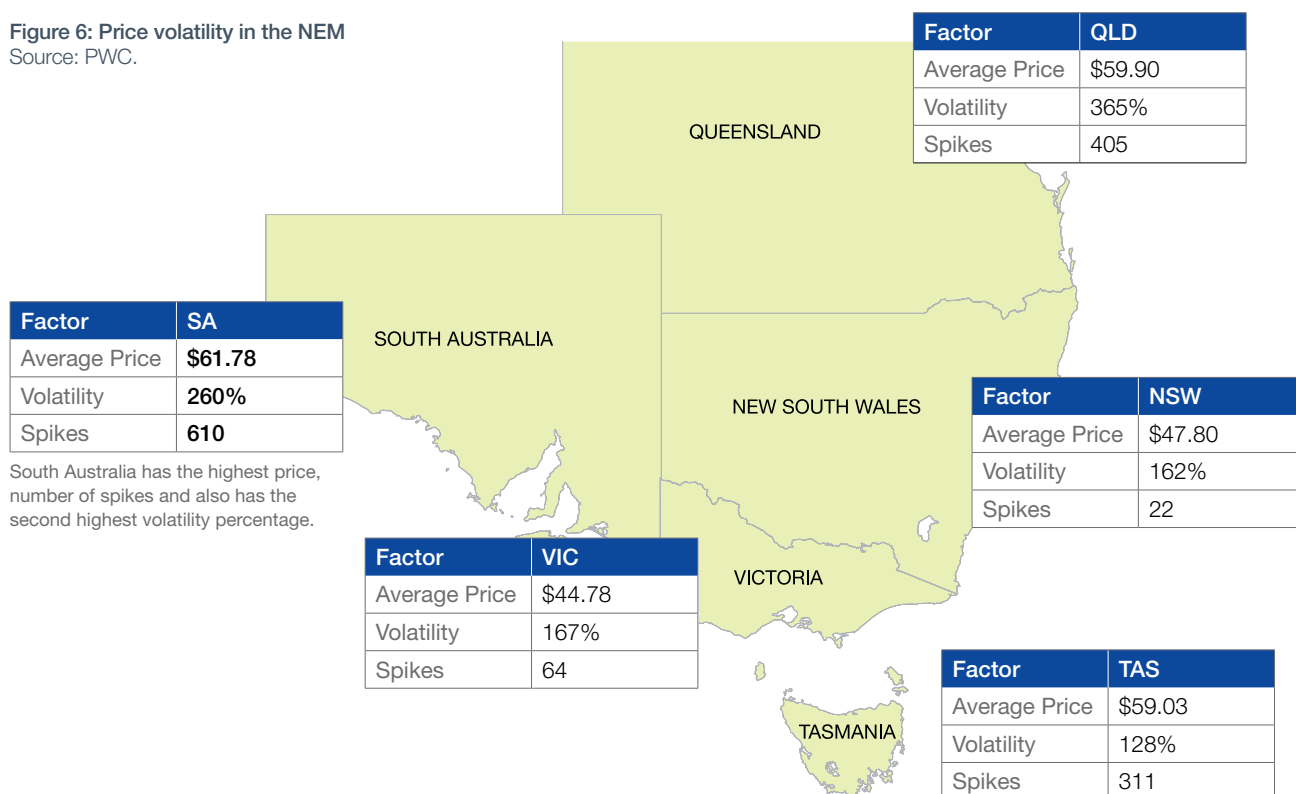 Figure 6: Price volatility in the NEM
Source: PWC.
Factor QLD
Average Price $59.90
Volatility 365%
Spikes 405
QUEENSLAND
Factor SA
Average Price $61.78
Volatility 260%
Spikes 610
South Australia has the highest price,
number of spikes and also has the
second highest volatility percentage.
SOUTH AUSTRALIA
NEW SOUTH WALES
Factor NSW
Average Price $47.80
Volatility 162%
Spikes 22
Factor VIC
Average Price $44.78
Volatility 167%
Spikes 64
VICTORIA
Factor TAS
Average Price $59.03
Volatility 128%
Spikes 311
TASMANIA